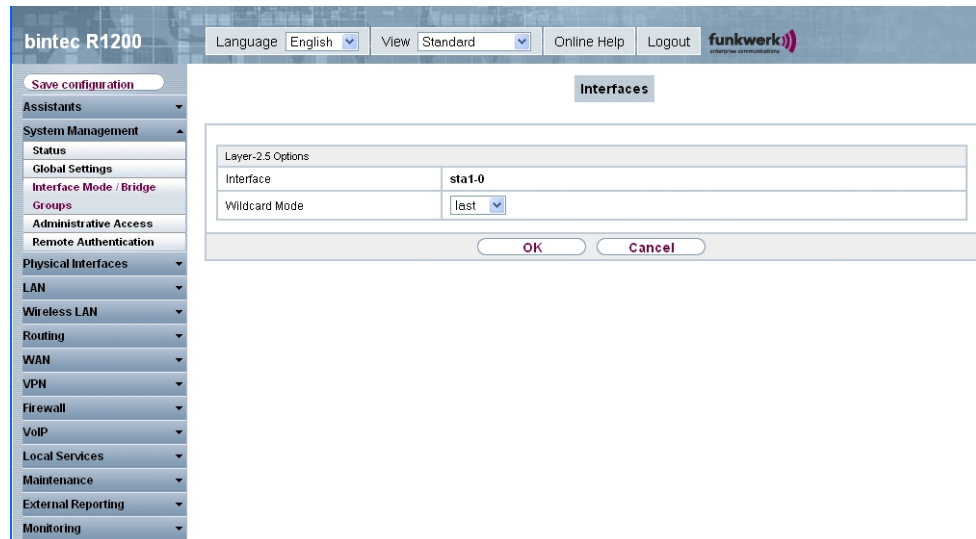 bintec R1200
Language English View Standard Online Help Logout funkwerk
enterprise communications
Save configuration
Interfaces
Assistants
System Management
Status
Global Settings
Interface Mode / Bridge
Groups
Administrative Access
Remote Authentication
Physical Interfaces
LAN
Wireless LAN
Routing
WAN
VPN
Firewall
VoIP
Local Services
Maintenance
External Reporting
Monitoring
Layer-2.5 Options
Interface sta1-0
Wildcard Mode last
OK Cancel